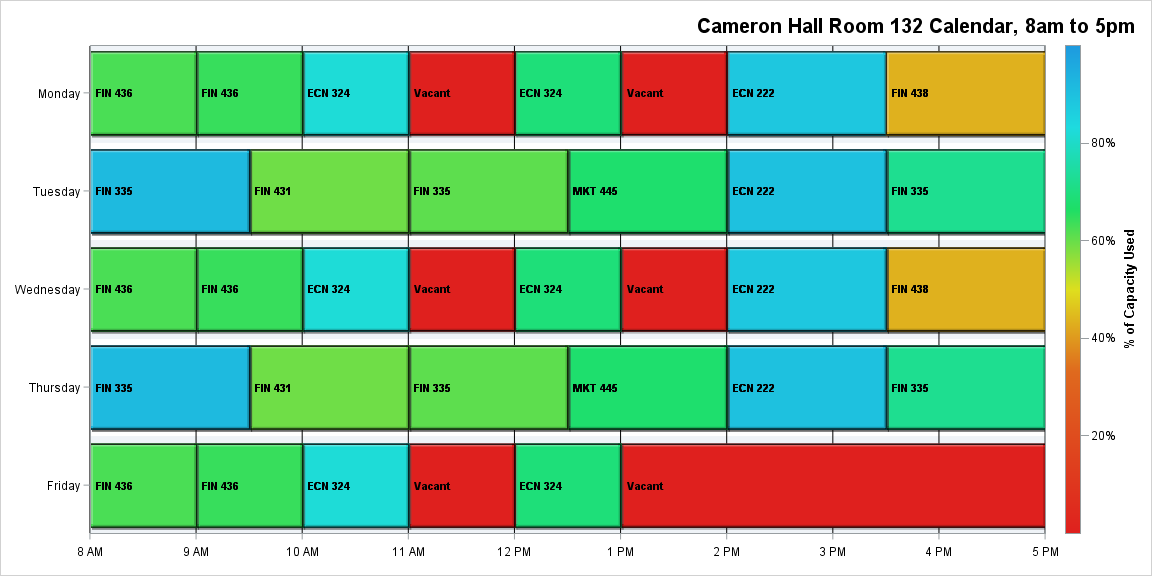 Cameron Hall Room 132 Calendar, 8am to 5pm
Monday
FIN 436
FIN 436
ECN 324
Vacant
ECN 324
Vacant
ECN 222
FIN 438
Tuesday
FIN 335
FIN 431
FIN 335
MKT 445
ECN 222
FIN 335
Wednesday
FIN 436
FIN 436
ECN 324
Vacant
ECN 324
Vacant
ECN 222
FIN 438
Thursday
FIN 335
FIN 431
FIN 335
MKT 445
ECN 222
FIN 335
Friday
FIN 436
FIN 436
ECN 324
Vacant
ECN 324
Vacant
8 AM
9 AM
10 AM
11 AM
12 PM
1 PM
2 PM
3 PM
4 PM
5 PM
80%
60%
40%
20%
% of Capacity Used